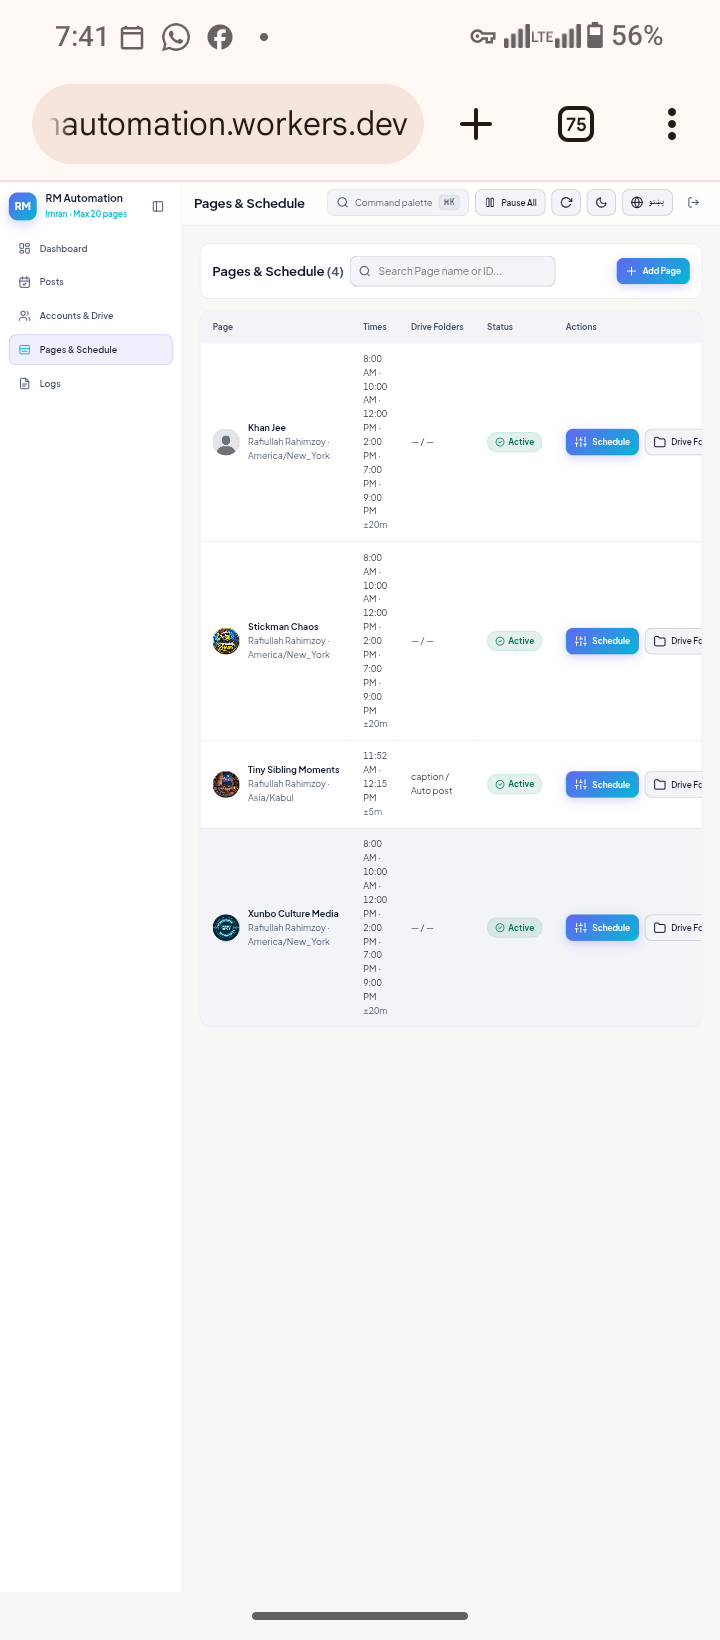 7:41
LTE
56%
nautomation.workers.dev
75
RM
RM Automation
Imran · Max 20 pages
Dashboard
Posts
Accounts & Drive
Pages & Schedule
Logs
Pages & Schedule
Command palette ⌘K
Pause All
Pages & Schedule (4)
Search Page name or ID...
Add Page
Page Times Drive Folders Status Actions
Khan Jee
Rafiullah Rahimzoy ·
America/New_York
8:00
AM ·
10:00
AM ·
12:00
PM ·
2:00
PM ·
7:00
PM ·
9:00
PM
±20m
— / —
Active
Schedule
Drive Fo
Stickman Chaos
Rafiullah Rahimzoy ·
America/New_York
8:00
AM ·
10:00
AM ·
12:00
PM ·
2:00
PM ·
7:00
PM ·
9:00
PM
±20m
— / —
Active
Schedule
Drive Fo
Tiny Sibling Moments
Rafiullah Rahimzoy ·
Asia/Kabul
11:52
AM ·
12:15
PM
±5m
caption /
Auto post
Active
Schedule
Drive Fo
Xunbo Culture Media
Rafiullah Rahimzoy ·
America/New_York
8:00
AM ·
10:00
AM ·
12:00
PM ·
2:00
PM ·
7:00
PM ·
9:00
PM
±20m
— / —
Active
Schedule
Drive Fo